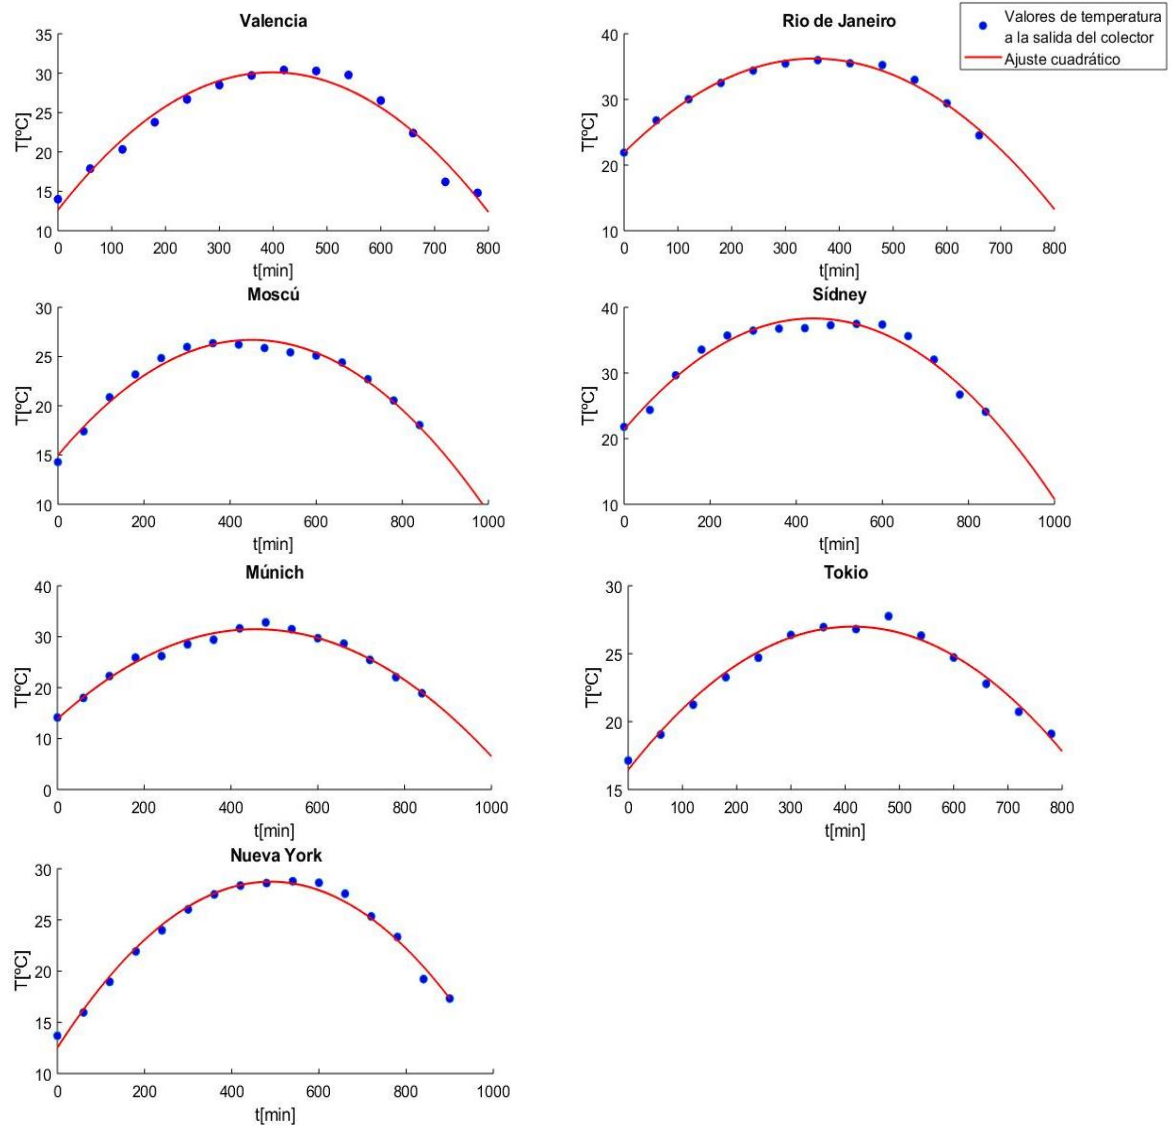 Valencia
35
30
25
20
15
10
T[ºC]
0 100 200 300 400 500 600 700 800
t[min]
Rio de Janeiro
40
30
20
10
T[ºC]
0 100 200 300 400 500 600 700 800
t[min]
Valores de temperatura
a la salida del colector
Ajuste cuadrático
Moscú
30
25
20
15
10
T[ºC]
0 200 400 600 800 1000
t[min]
Sídney
40
30
20
10
T[ºC]
0 200 400 600 800 1000
t[min]
Múnich
40
30
20
10
0
T[ºC]
0 200 400 600 800 1000
t[min]
Tokio
30
25
20
15
T[ºC]
0 100 200 300 400 500 600 700 800
t[min]
Nueva York
30
25
20
15
10
T[ºC]
0 200 400 600 800 1000
t[min]